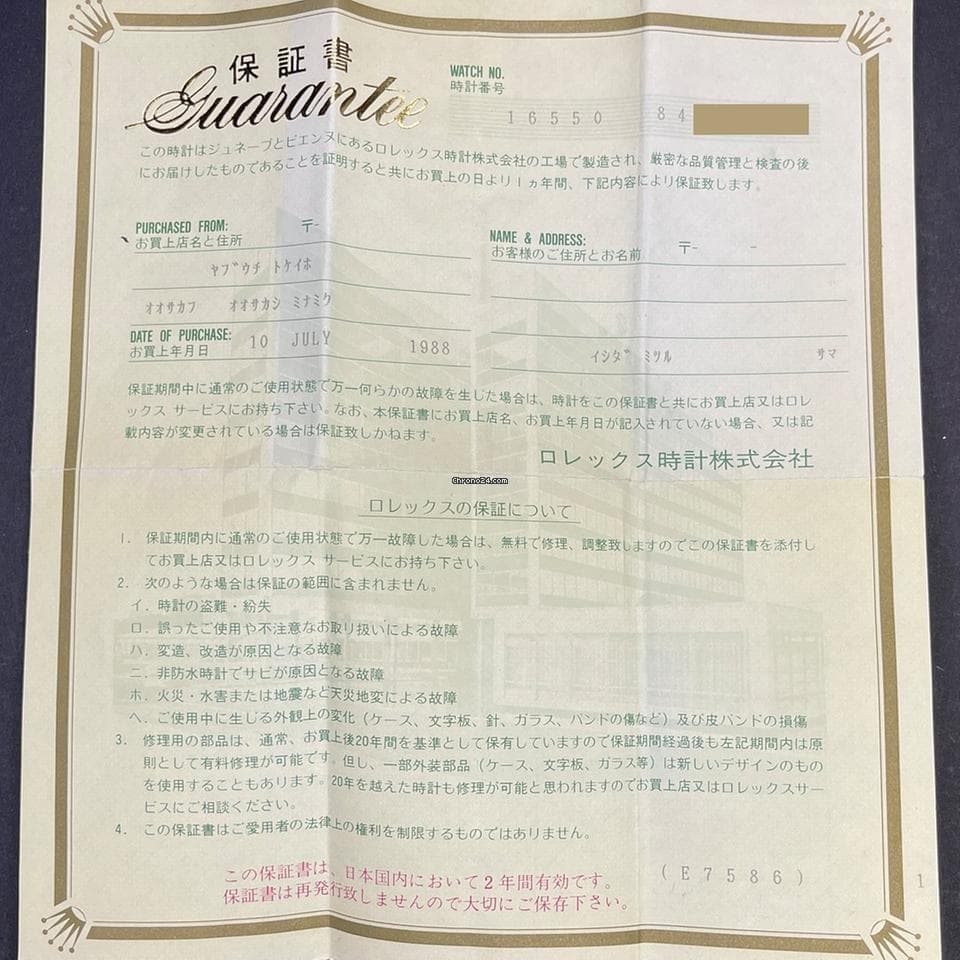 保証書
Guarantee
WATCH NO.
時計番号
16550 84
この時計はジュネーブとビエンヌにあるロレックス時計株式会社の工場で製造され、厳密な品質管理と検査の後
にお届けしたものであることを証明すると共にお買上の日より1ヵ年間、下記内容により保証致します。
PURCHASED FROM: 〒-
お買上店名と住所
ヤブウチ トケイホ
オオサカフ オオサカシ ミナミク
DATE OF PURCHASE: 10 JULY 1988
お買上年月日
NAME & ADDRESS: 〒- -
お客様のご住所とお名前
イシダ ミツル サマ
保証期間中に通常のご使用状態で万一何らかの故障を生じた場合は、時計をこの保証書と共にお買上店又はロレ
ックス サービスにお持ち下さい。なお、本保証書にお買上店名、お買上年月日が記入されていない場合、又は記
載内容が変更されている場合は保証致しかねます。
ロレックス時計株式会社
Chrono24.com
ロレックスの保証について
1. 保証期間内に通常のご使用状態で万一故障した場合は、無料で修理、調整致しますのでこの保証書を添付し
てお買上店又はロレックス サービスにお持ち下さい。
2. 次のような場合は保証の範囲に含まれません。
イ. 時計の盗難・紛失
ロ. 誤ったご使用や不注意なお取り扱いによる故障
ハ. 変造、改造が原因となる故障
ニ. 非防水時計でサビが原因となる故障
ホ. 火災・水害または地震など天災地変による故障
ヘ. ご使用中に生じる外観上の変化（ケース、文字板、針、ガラス、バンドの傷など）及び皮バンドの損傷
3. 修理用の部品は、通常、お買上後20年間を基準として保有していますので保証期間経過後も左記期間内は原
則として有料修理が可能です。但し、一部外装部品（ケース、文字板、ガラス等）は新しいデザインのもの
を使用することもあります。20年を越えた時計も修理が可能と思われますのでお買上店又はロレックスサー
ビスにご相談ください。
4. この保証書はご愛用者の法律上の権利を制限するものではありません。
この保証書は、日本国内において2年間有効です。
保証書は再発行致しませんので大切にご保存下さい。
(E7586)
1